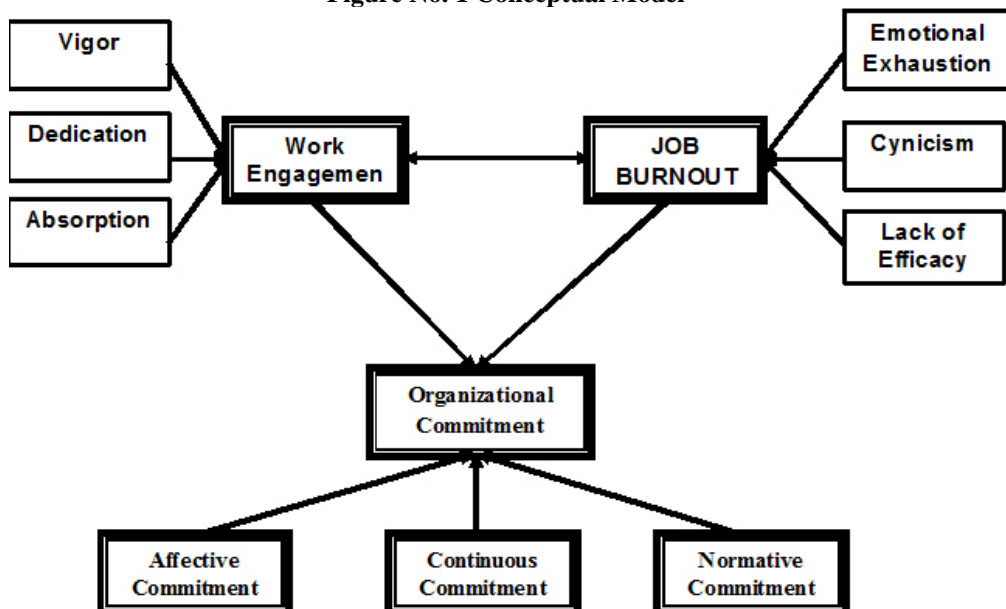 Figure No. 1 Conceptual Model
Vigor
Dedication
Absorption
Work
Engagemen
JOB
BURNOUT
Emotional
Exhaustion
Cynicism
Lack of
Efficacy
Organizational
Commitment
Affective
Commitment
Continuous
Commitment
Normative
Commitment